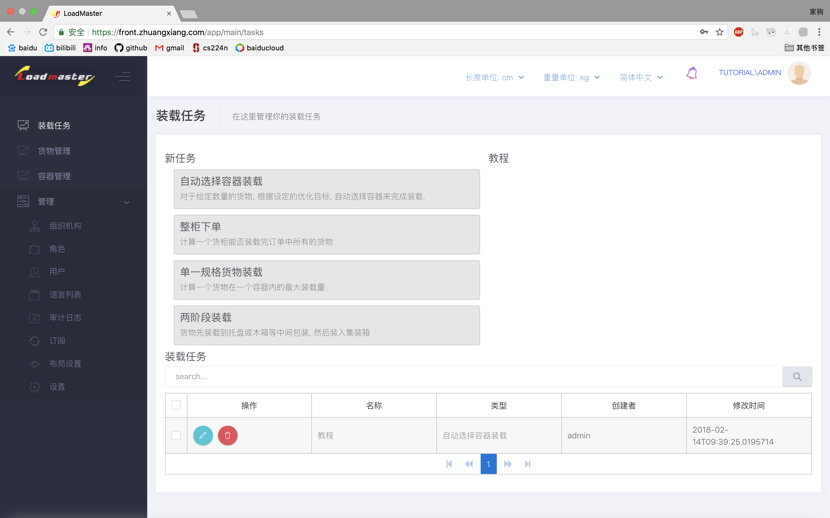 LoadMaster
家驹
安全 | https://front.zhuangxiang.com/app/main/tasks
ABP
baidu bilibili info github gmail cs224n baiducloud 其他书签
Loadmaster
长度单位: cm 重量单位: kg 简体中文 TUTORIAL\ADMIN
装载任务
货物管理
容器管理
管理
组织机构
角色
用户
语言列表
审计日志
订阅
布局设置
设置
装载任务 在这里管理你的装载任务
新任务 教程
自动选择容器装载
对于给定数量的货物, 根据设定的优化目标, 自动选择容器来完成装载.
整柜下单
计算一个货柜能否装载完订单中所有的货物
单一规格货物装载
计算一个货物在一个容器内的最大装载量
两阶段装载
货物先装载到托盘或木箱等中间包装, 然后装入集装箱
装载任务
search...
操作 名称 类型 创建者 修改时间
教程 自动选择容器装载 admin 2018-02-
14T09:39:25.0195714
1